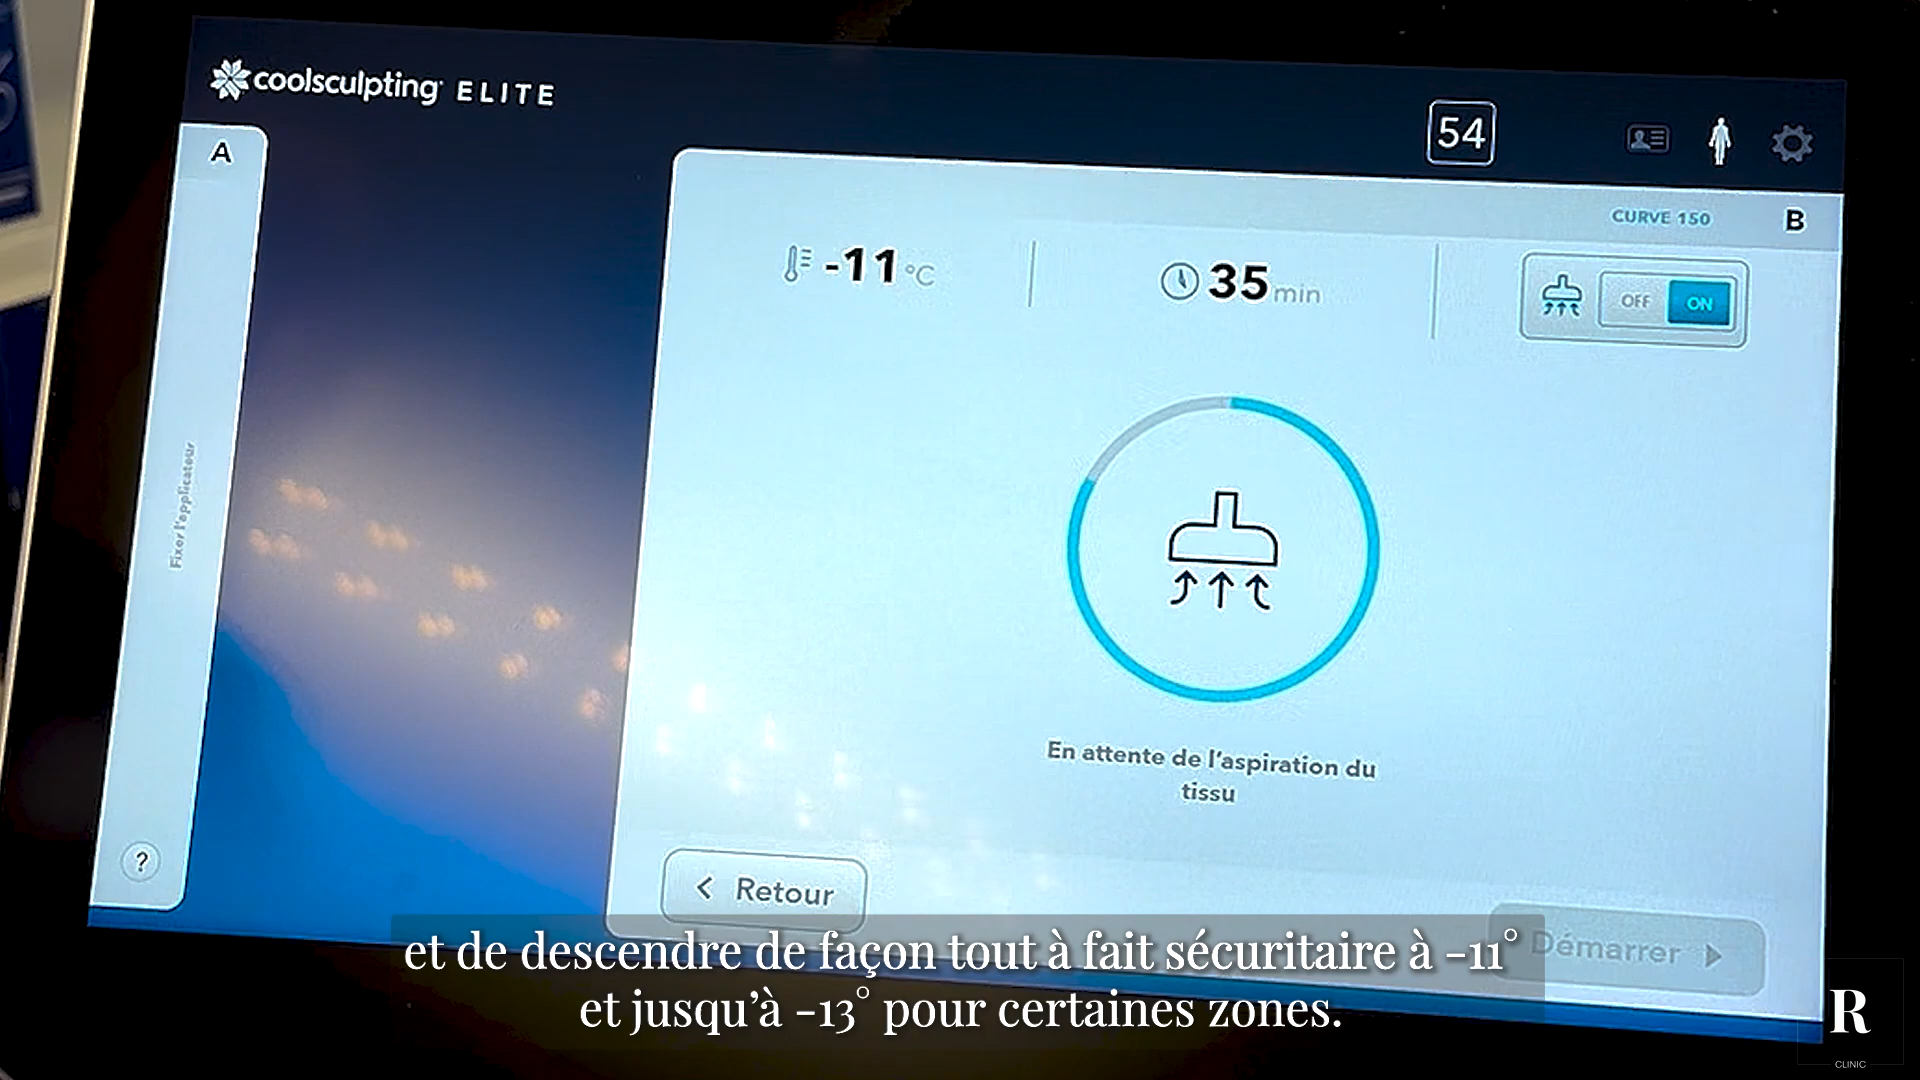 coolsculpting ELITE
54
A
CURVE 150 B
-11 °C
35 min
OFF ON
Fixer l'applicateur
En attente de l'aspiration du
tissu
?
< Retour
Démarrer
et de descendre de façon tout à fait sécuritaire à -11°
et jusqu'à -13° pour certaines zones.
R
CLINIC